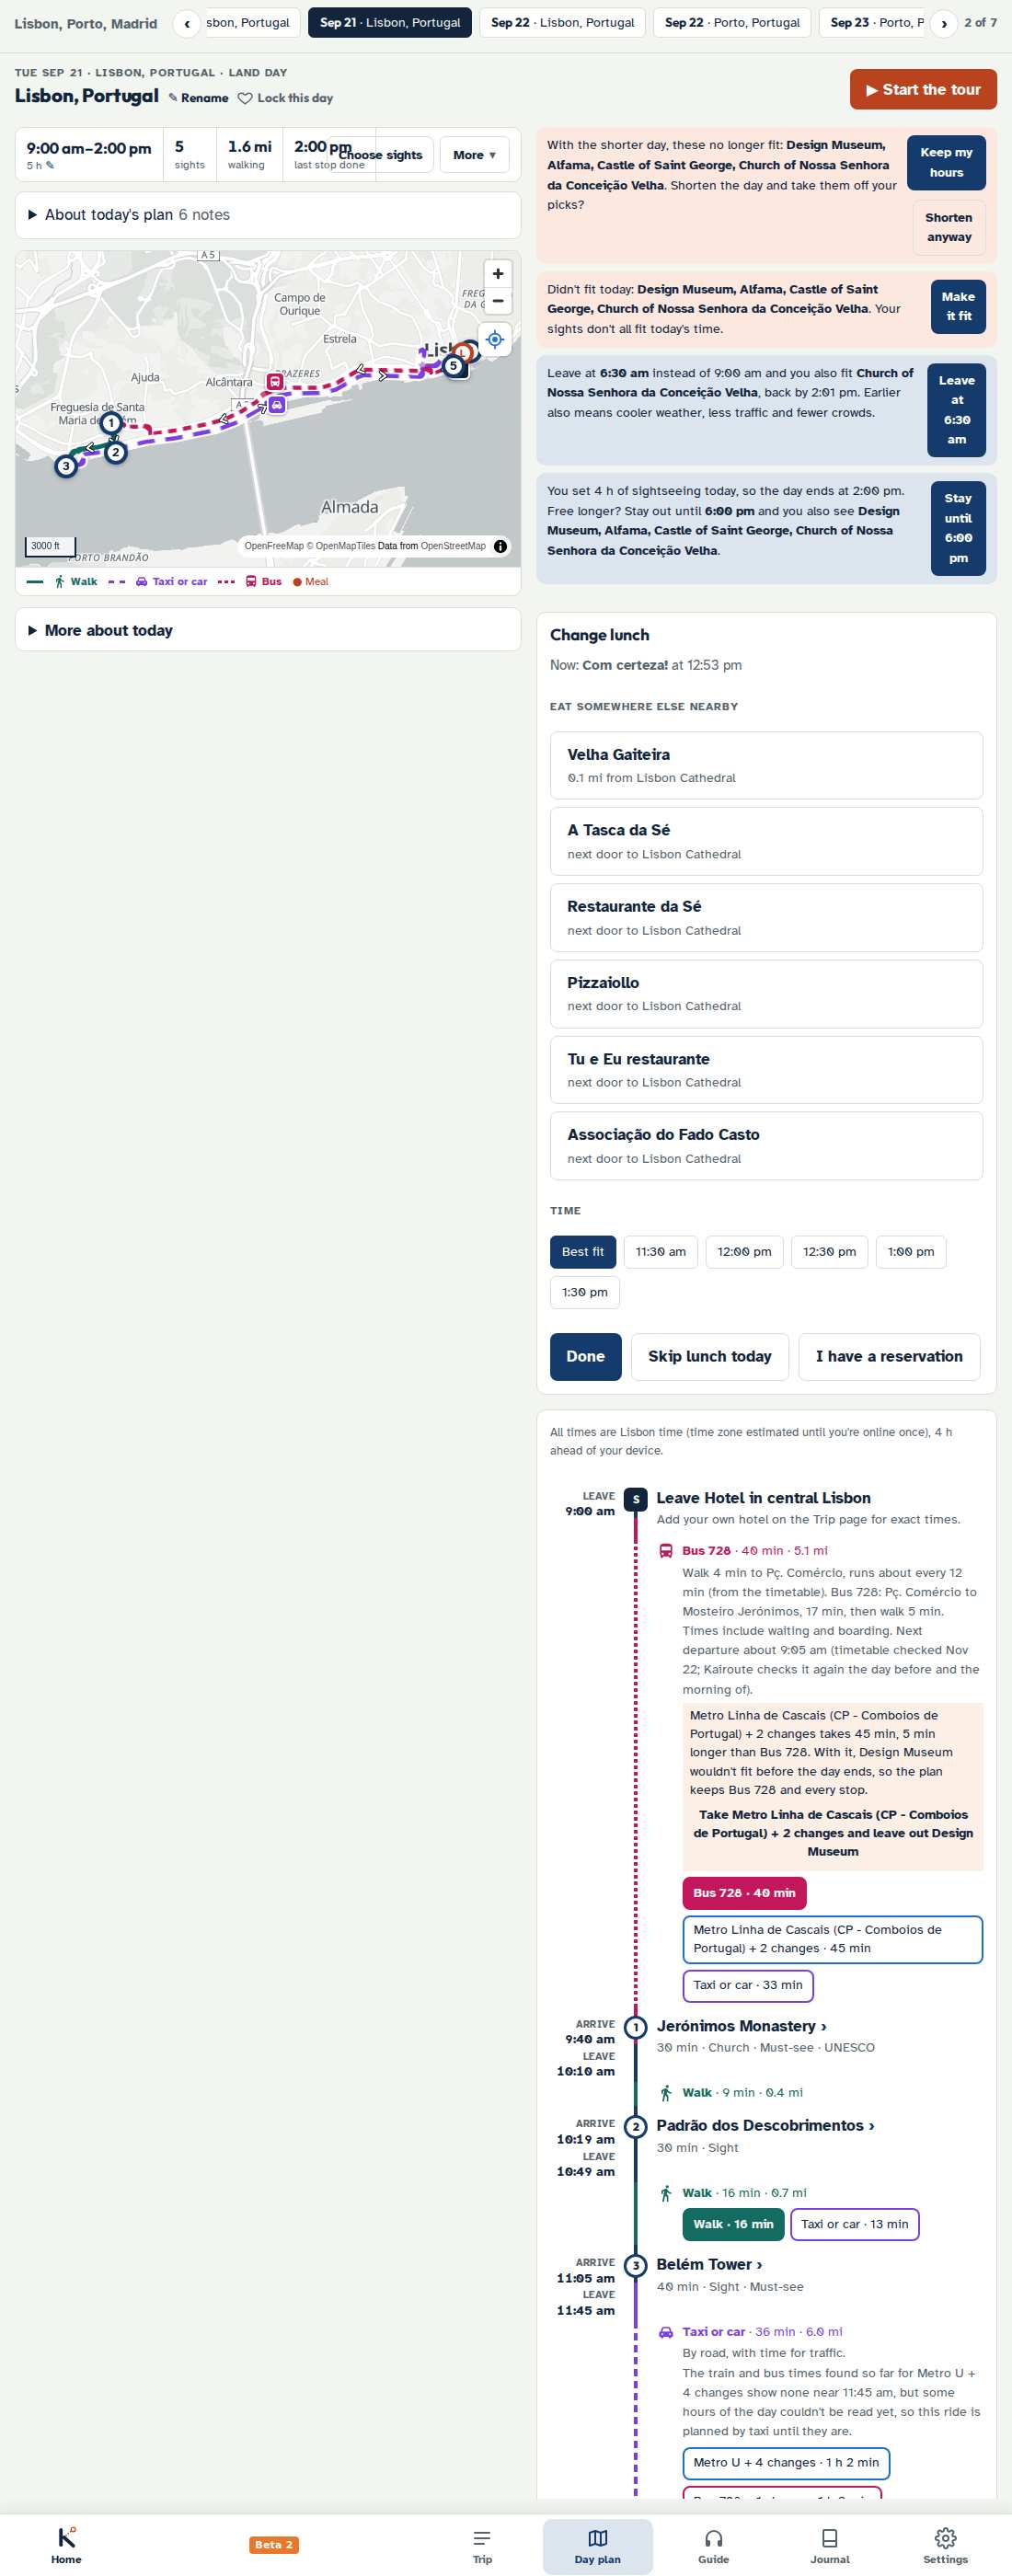 Lisbon, Porto, Madrid
sbon, Portugal
Sep 21 · Lisbon, Portugal
Sep 22 · Lisbon, Portugal
Sep 22 · Porto, Portugal
Sep 23 · Porto, P
2 of 7
TUE SEP 21 · LISBON, PORTUGAL · LAND DAY
Lisbon, Portugal
Rename
Lock this day
▶ Start the tour
9:00 am–2:00 pm
5 h
5
sights
1.6 mi
walking
2:00 pm
last stop done
Choose sights
More ▾
▶ About today's plan 6 notes
A 5
Campo de
Ourique
Estrela
Ajuda
Alcântara
PRAZERES
Freguesia de Santa
Maria de
Almada
PORTO BRANDÃO
1
2
3
5
+
−
3000 ft
OpenFreeMap © OpenMapTiles Data from OpenStreetMap
Walk
Taxi or car
Bus
Meal
▶ More about today
With the shorter day, these no longer fit: Design Museum,
Alfama, Castle of Saint George, Church of Nossa Senhora
da Conceição Velha. Shorten the day and take them off your
picks?
Keep my
hours
Shorten
anyway
Didn't fit today: Design Museum, Alfama, Castle of Saint
George, Church of Nossa Senhora da Conceição Velha. Your
sights don't all fit today's time.
Make
it fit
Leave at 6:30 am instead of 9:00 am and you also fit Church of
Nossa Senhora da Conceição Velha, back by 2:01 pm. Earlier
also means cooler weather, less traffic and fewer crowds.
Leave
at
6:30
am
You set 4 h of sightseeing today, so the day ends at 2:00 pm.
Free longer? Stay out until 6:00 pm and you also see Design
Museum, Alfama, Castle of Saint George, Church of Nossa
Senhora da Conceição Velha.
Stay
until
6:00
pm
Change lunch
Now: Com certeza! at 12:53 pm
EAT SOMEWHERE ELSE NEARBY
Velha Gaiteira
0.1 mi from Lisbon Cathedral
A Tasca da Sé
next door to Lisbon Cathedral
Restaurante da Sé
next door to Lisbon Cathedral
Pizzaiollo
next door to Lisbon Cathedral
Tu e Eu restaurante
next door to Lisbon Cathedral
Associação do Fado Casto
next door to Lisbon Cathedral
TIME
Best fit
11:30 am
12:00 pm
12:30 pm
1:00 pm
1:30 pm
Done
Skip lunch today
I have a reservation
All times are Lisbon time (time zone estimated until you're online once), 4 h
ahead of your device.
LEAVE
9:00 am
S
Leave Hotel in central Lisbon
Add your own hotel on the Trip page for exact times.
Bus 728 · 40 min · 5.1 mi
Walk 4 min to Pç. Comércio, runs about every 12
min (from the timetable). Bus 728: Pç. Comércio to
Mosteiro Jerónimos, 17 min, then walk 5 min.
Times include waiting and boarding. Next
departure about 9:05 am (timetable checked Nov
22; Kairoute checks it again the day before and the
morning of).
Metro Linha de Cascais (CP - Comboios de
Portugal) + 2 changes takes 45 min, 5 min
longer than Bus 728. With it, Design Museum
wouldn't fit before the day ends, so the plan
keeps Bus 728 and every stop.
Take Metro Linha de Cascais (CP - Comboios
de Portugal) + 2 changes and leave out Design
Museum
Bus 728 · 40 min
Metro Linha de Cascais (CP - Comboios de
Portugal) + 2 changes · 45 min
Taxi or car · 33 min
ARRIVE
9:40 am
LEAVE
10:10 am
1
Jerónimos Monastery ›
30 min · Church · Must-see · UNESCO
Walk · 9 min · 0.4 mi
ARRIVE
10:19 am
LEAVE
10:49 am
2
Padrão dos Descobrimentos ›
30 min · Sight
Walk · 16 min · 0.7 mi
Walk · 16 min
Taxi or car · 13 min
ARRIVE
11:05 am
LEAVE
11:45 am
3
Belém Tower ›
40 min · Sight · Must-see
Taxi or car · 36 min · 6.0 mi
By road, with time for traffic.
The train and bus times found so far for Metro U +
4 changes show none near 11:45 am, but some
hours of the day couldn't be read yet, so this ride is
planned by taxi until they are.
Metro U + 4 changes · 1 h 2 min
Home
Beta 2
Trip
Day plan
Guide
Journal
Settings